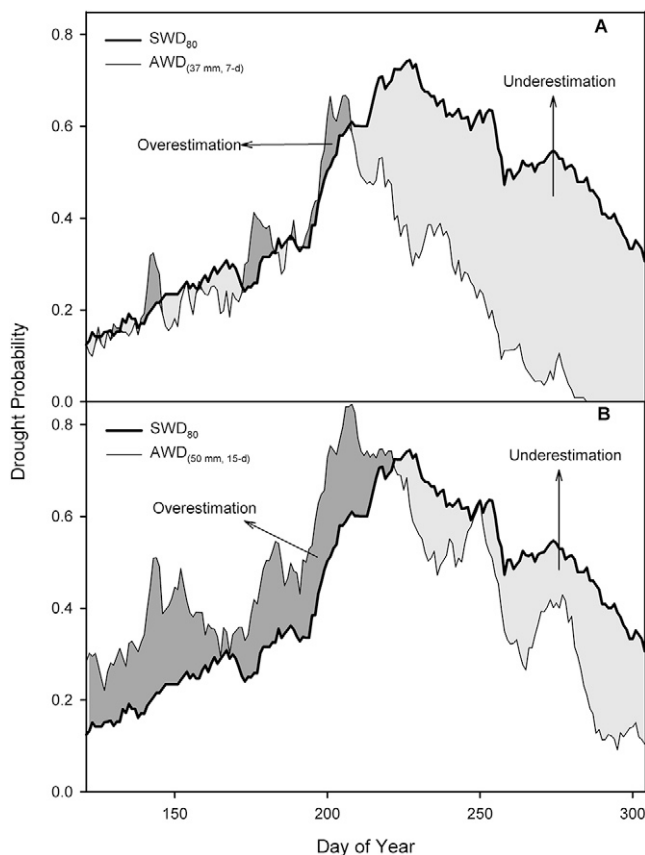 A
SWD80
AWD(37 mm, 7-d)
Underestimation
Overestimation
0.8
0.6
0.4
0.2
0.0
Drought Probability
B
SWD80
AWD(50 mm, 15-d)
Underestimation
Overestimation
0.8
0.6
0.4
0.2
0.0
150 200 250 300
Day of Year